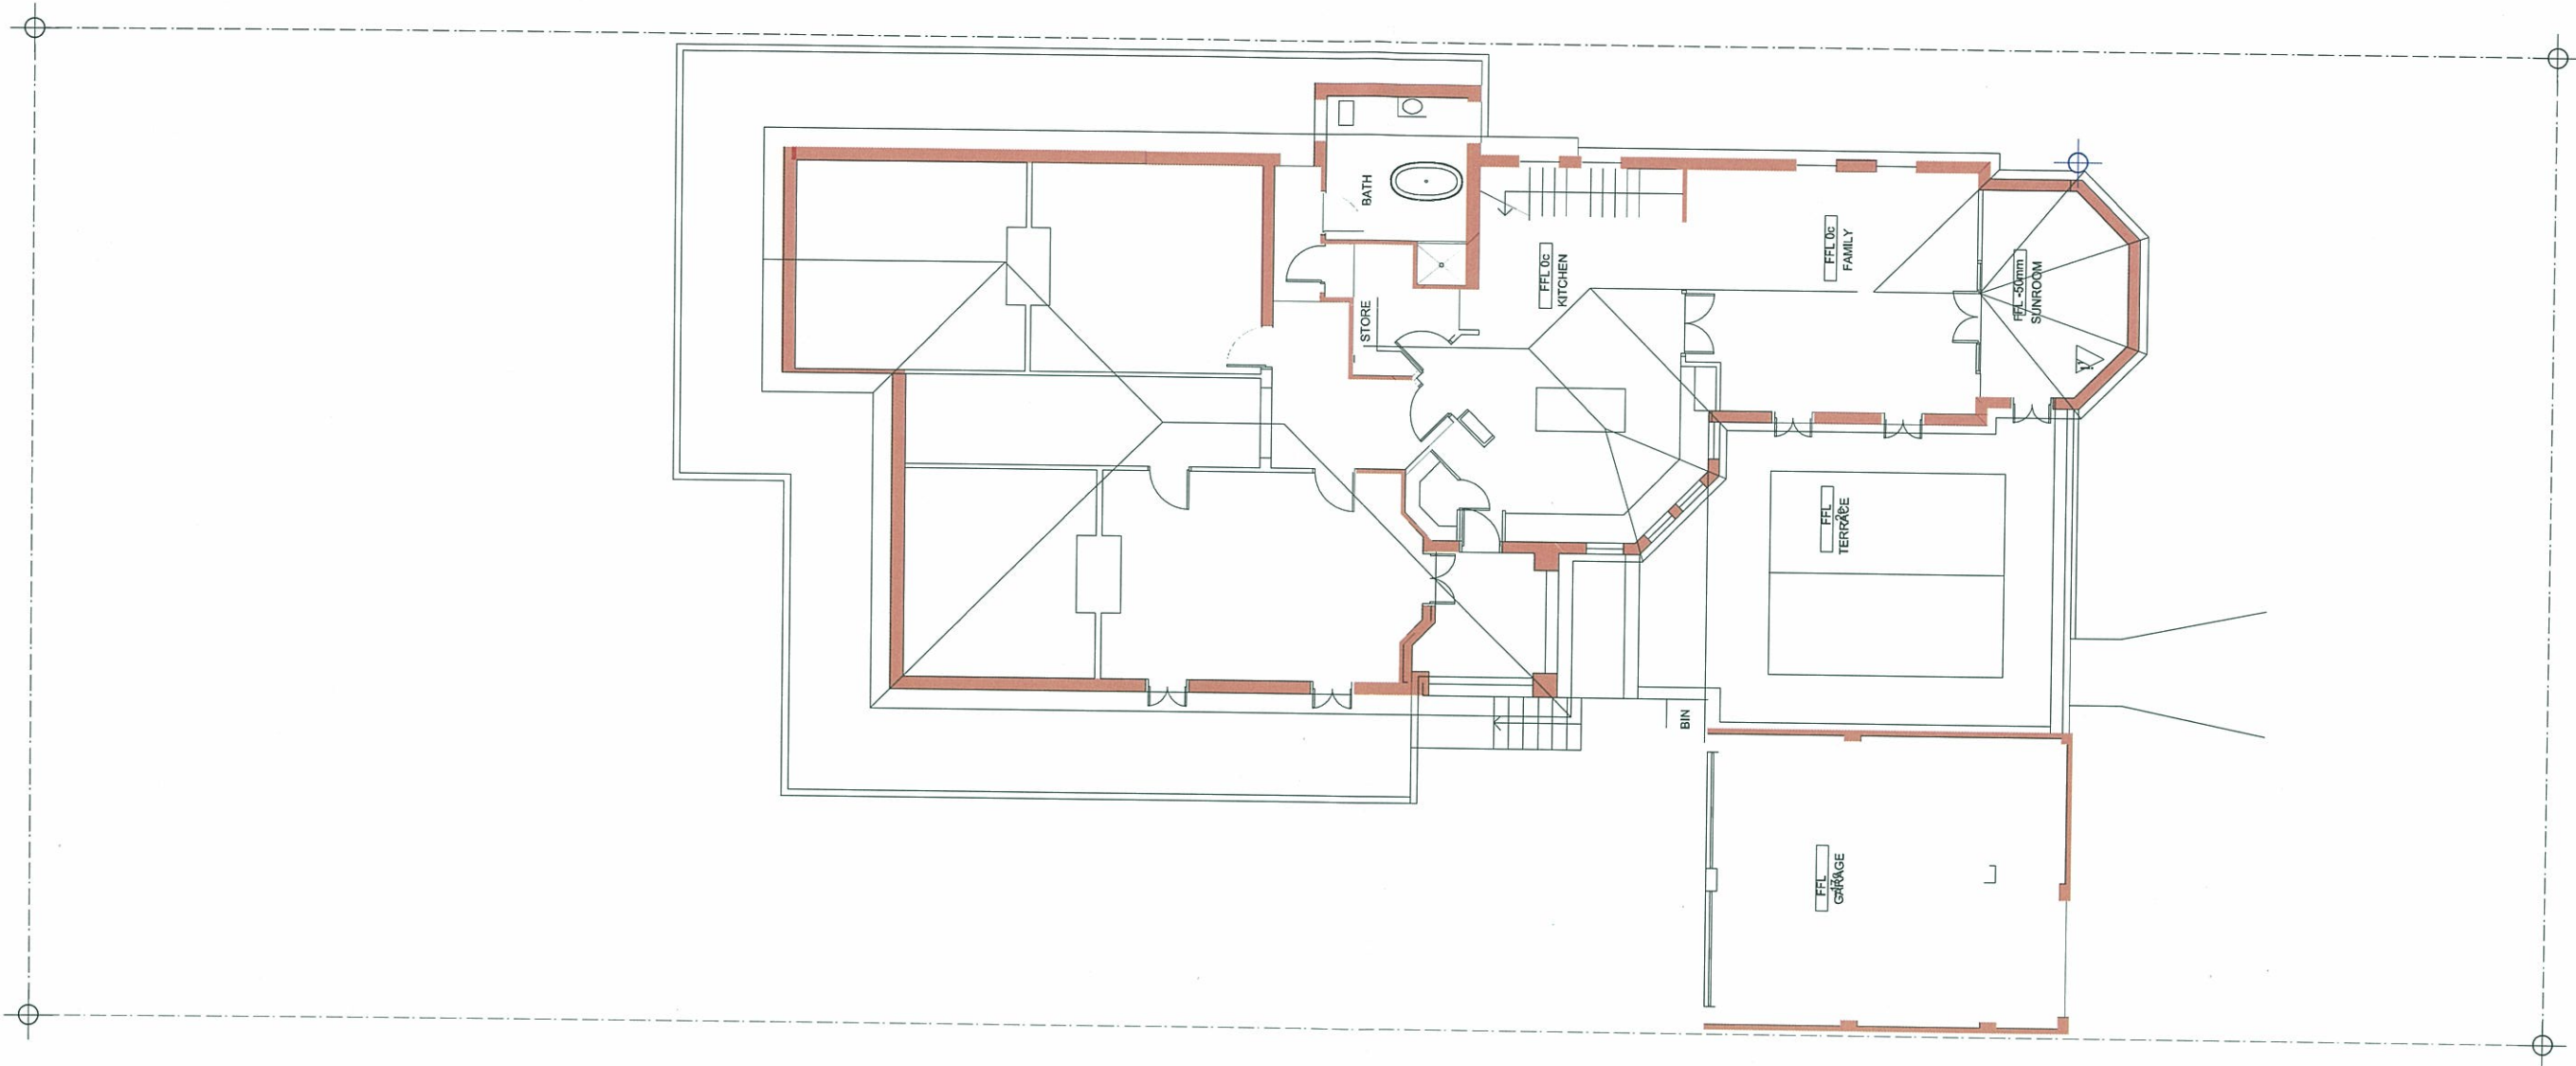 BATH
STORE
FFL 0c
KITCHEN
FFL 0c
FAMILY
FFL -50mm
SUNROOM
FFL
TERRACE
BIN
FFL
GARAGE